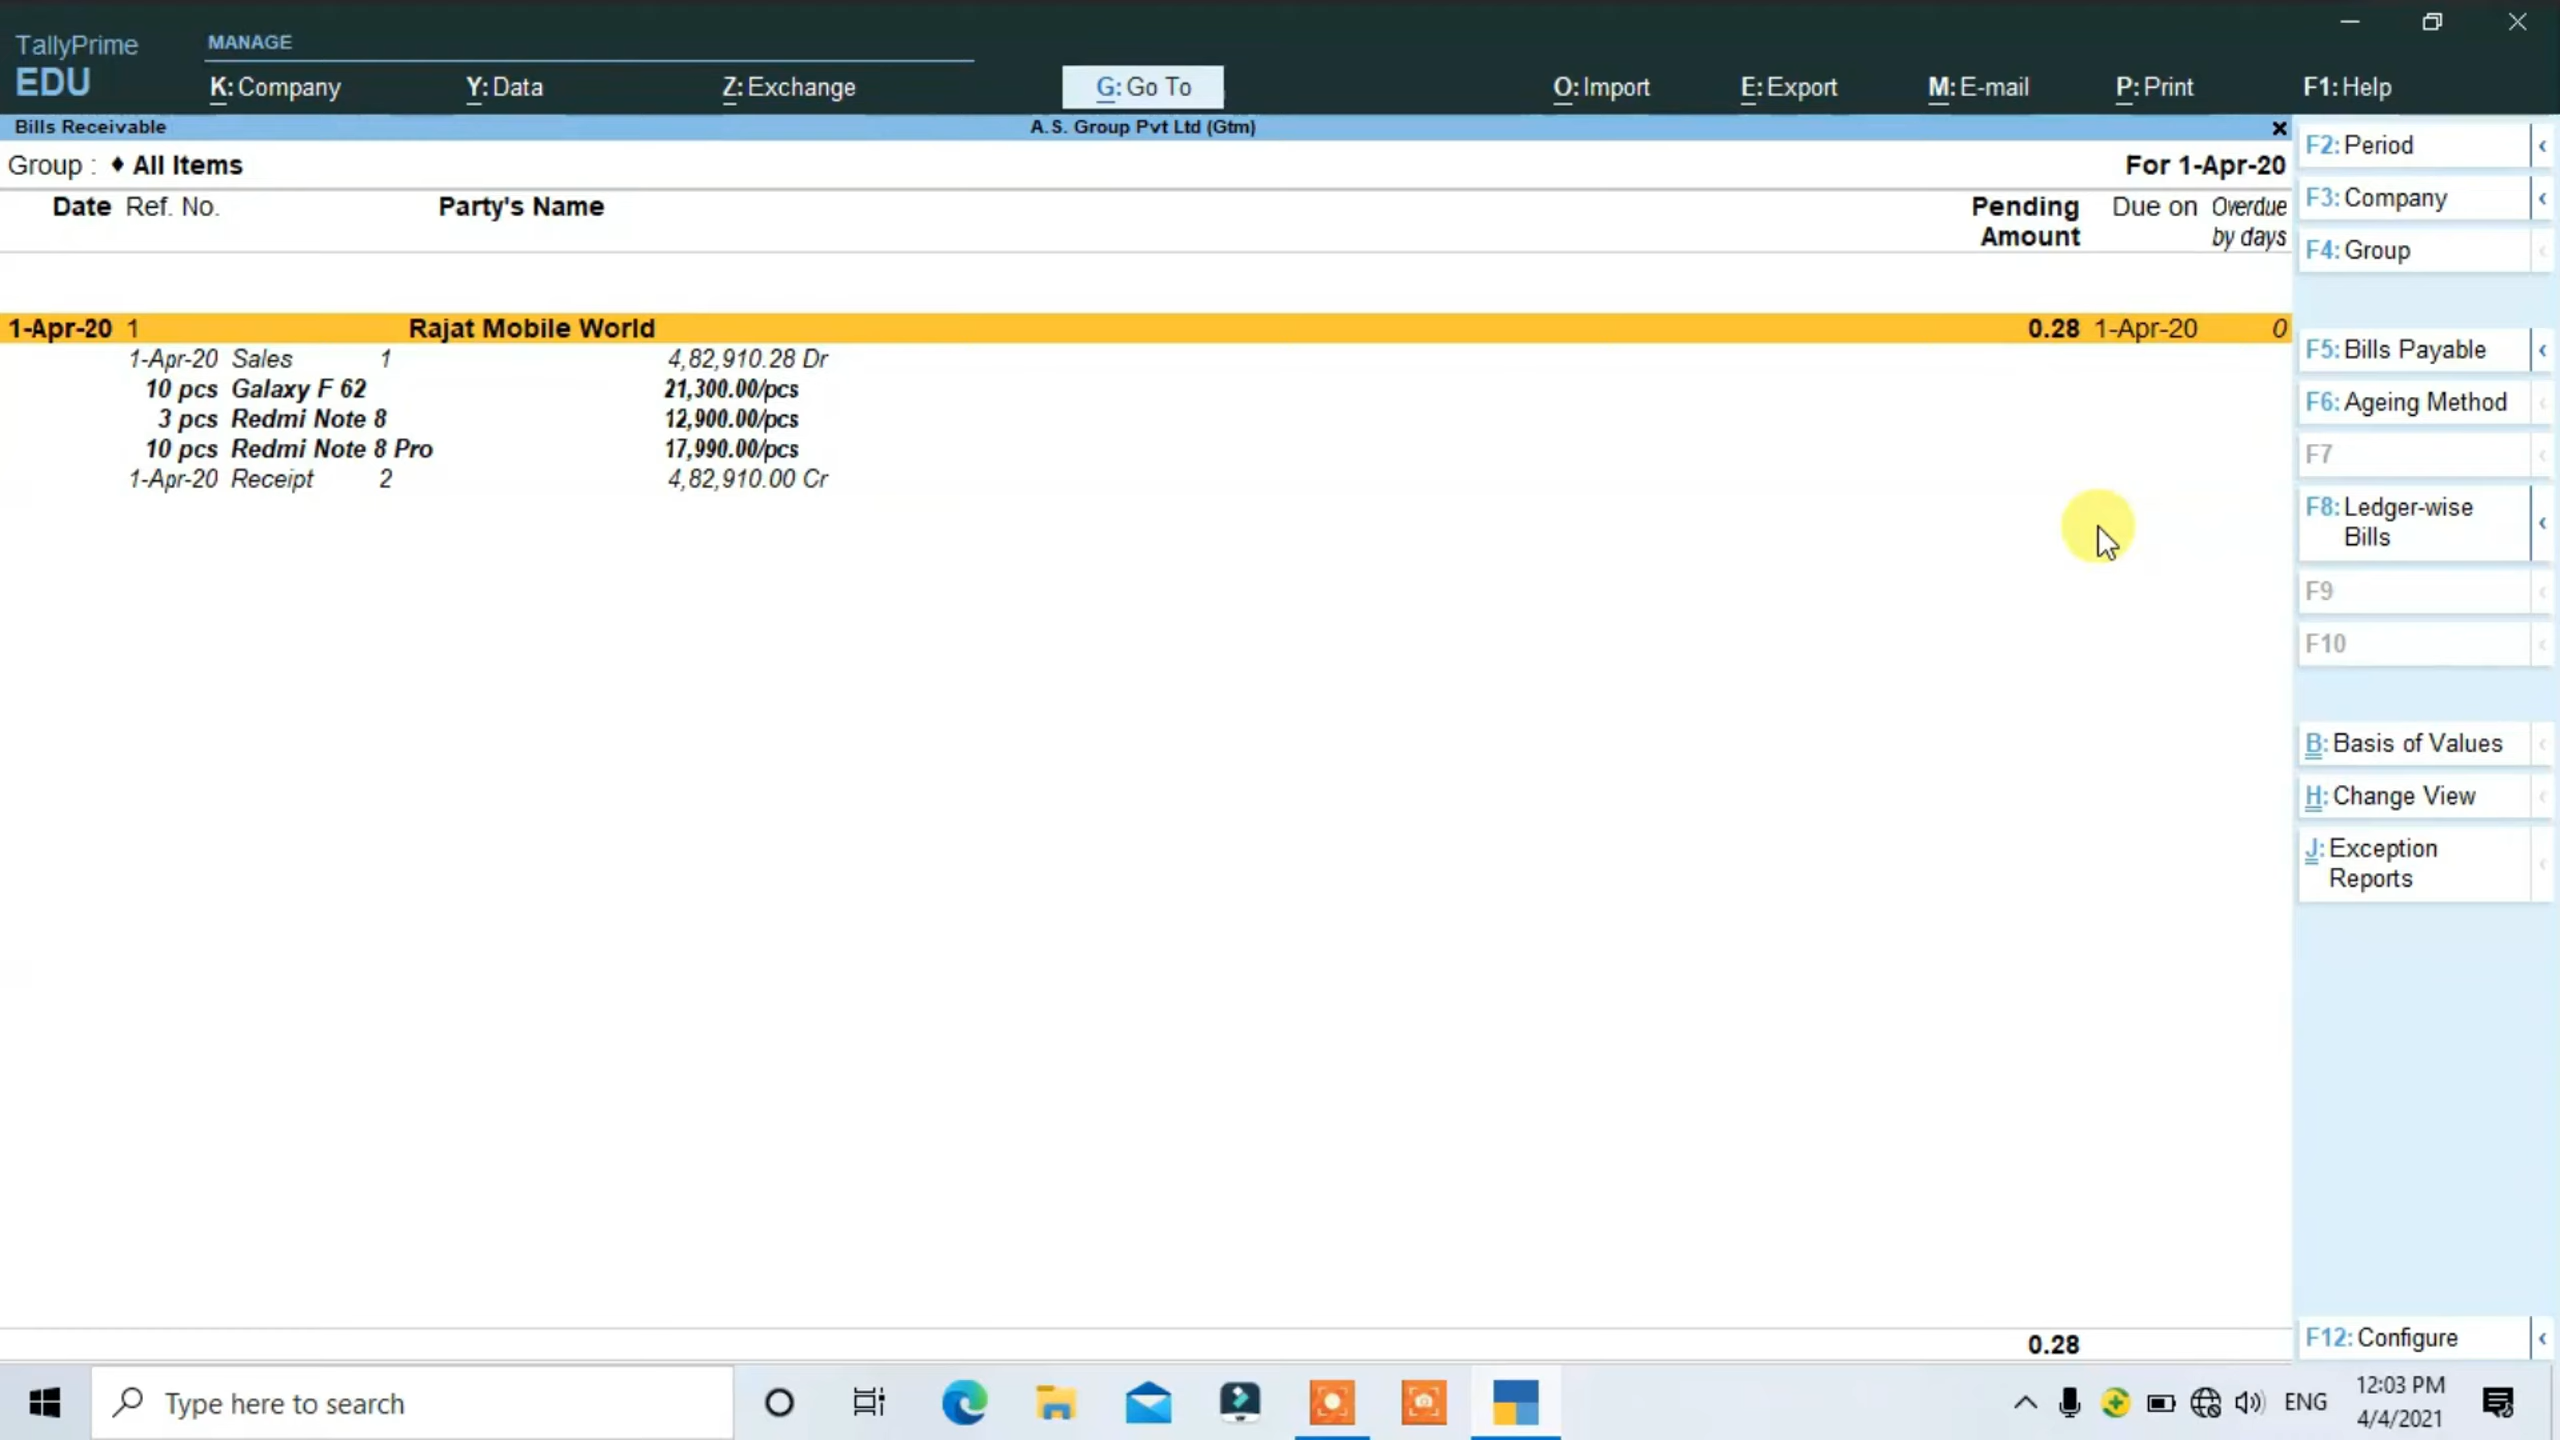 TallyPrime
EDU
MANAGE
K: Company Y: Data Z: Exchange G: Go To O: Import E: Export M: E-mail P: Print F1: Help
Bills Receivable A.S. Group Pvt Ltd (Gtm) x
Group : ♦ All Items For 1-Apr-20
Date Ref. No. Party's Name Pending Amount Due on Overdue by days
1-Apr-20 1 Rajat Mobile World 0.28 1-Apr-20 0
1-Apr-20 Sales 1 4,82,910.28 Dr
10 pcs Galaxy F 62 21,300.00/pcs
3 pcs Redmi Note 8 12,900.00/pcs
10 pcs Redmi Note 8 Pro 17,990.00/pcs
1-Apr-20 Receipt 2 4,82,910.00 Cr
0.28
F2: Period
F3: Company
F4: Group
F5: Bills Payable
F6: Ageing Method
F7
F8: Ledger-wise
Bills
F9
F10
B: Basis of Values
H: Change View
J: Exception
Reports
F12: Configure
Type here to search
ENG
12:03 PM
4/4/2021